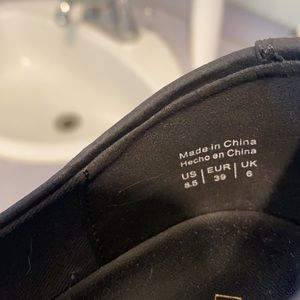 Made in China
Hecho en China
US | EUR | UK
8.5 | 39 | 6